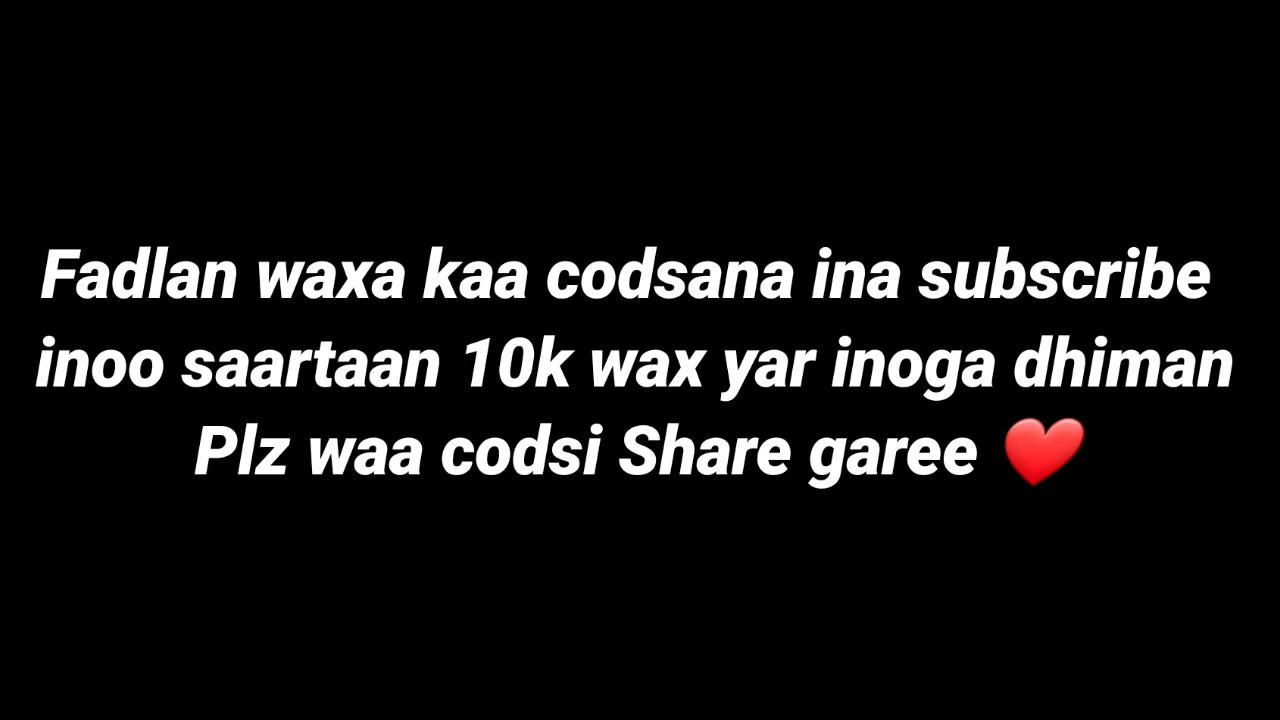 Fadlan waxa kaa codsana ina subscribe
inoo saartaan 10k wax yar inoga dhiman
Plz waa codsi Share garee ❤️